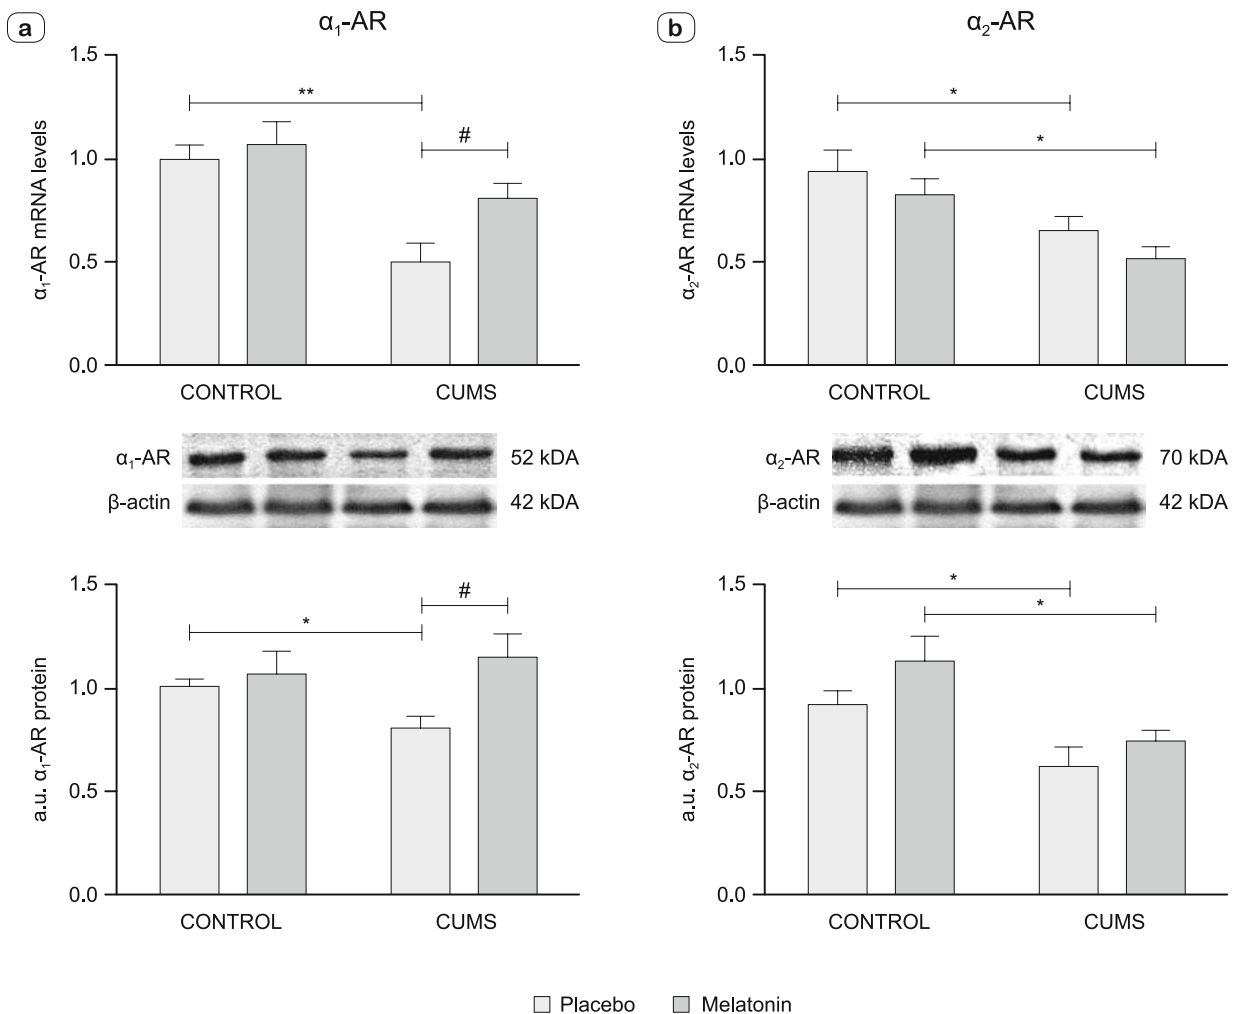 a
α₁-AR
α₁-AR mRNA levels
1.5
1.0
0.5
0.0
**
#
CONTROL
CUMS
α₁-AR
52 kDA
β-actin
42 kDA
a.u. α₁-AR protein
1.5
1.0
0.5
0.0
*
#
CONTROL
CUMS
b
α₂-AR
α₂-AR mRNA levels
1.5
1.0
0.5
0.0
*
*
CONTROL
CUMS
α₂-AR
70 kDA
β-actin
42 kDA
a.u. α₂-AR protein
1.5
1.0
0.5
0.0
*
*
CONTROL
CUMS
Placebo
Melatonin